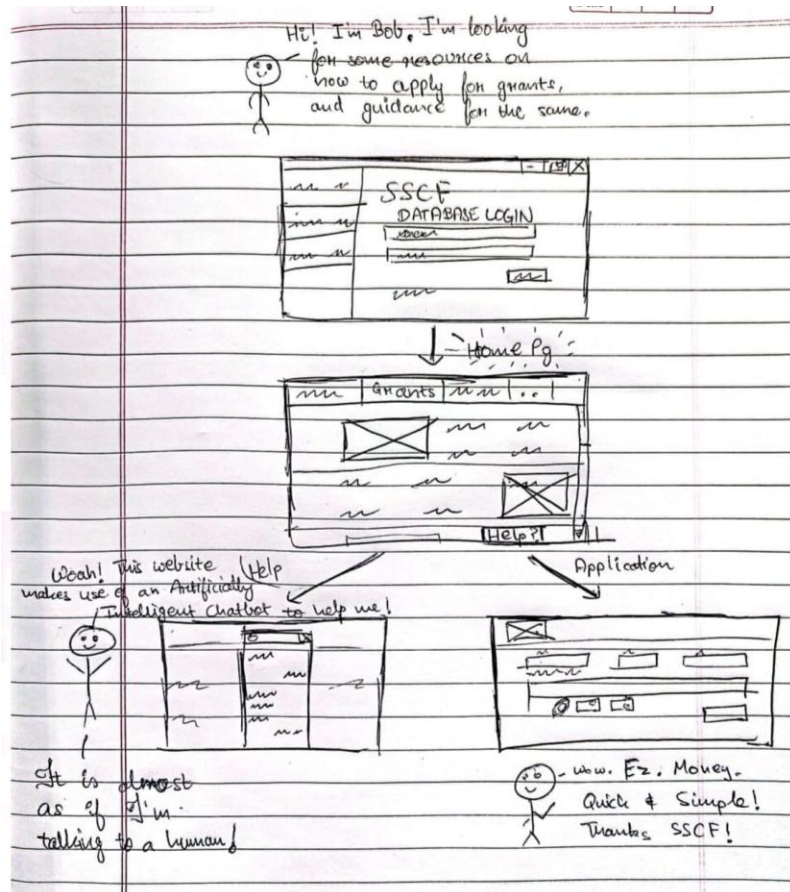 Hi! I'm Bob. I'm looking
for some resources on
how to apply for grants,
and guidance for the same.
SSCF
DATABASE LOGIN
Home Pg
Grants
Help?
Help
Application
Woah! This website
makes use of an Artificially
Intelligent Chatbot to help me!
It is almost
as if I'm
talking to a human!
- Wow. Ez. Money.
Quick & Simple!
Thanks SSCF!